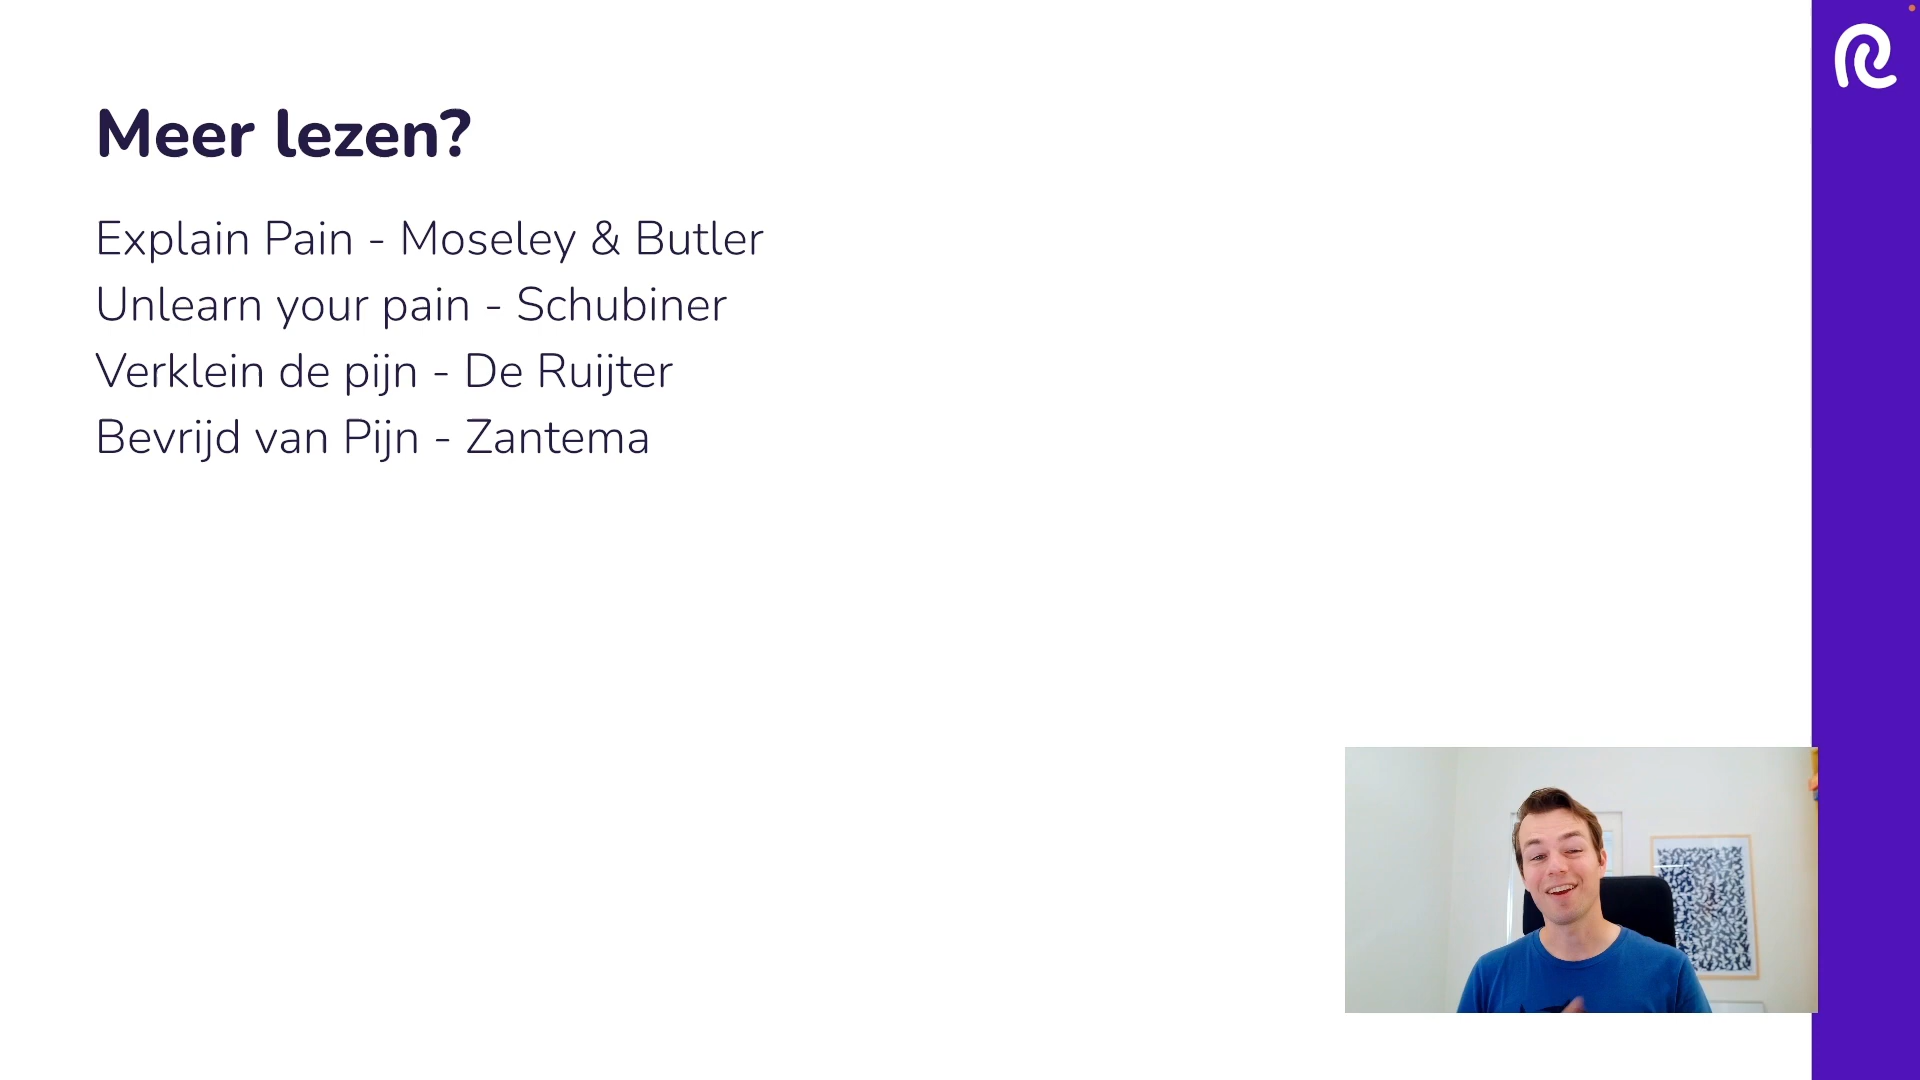 Meer lezen?
Explain Pain - Moseley & Butler
Unlearn your pain - Schubiner
Verklein de pijn - De Ruijter
Bevrijd van Pijn - Zantema